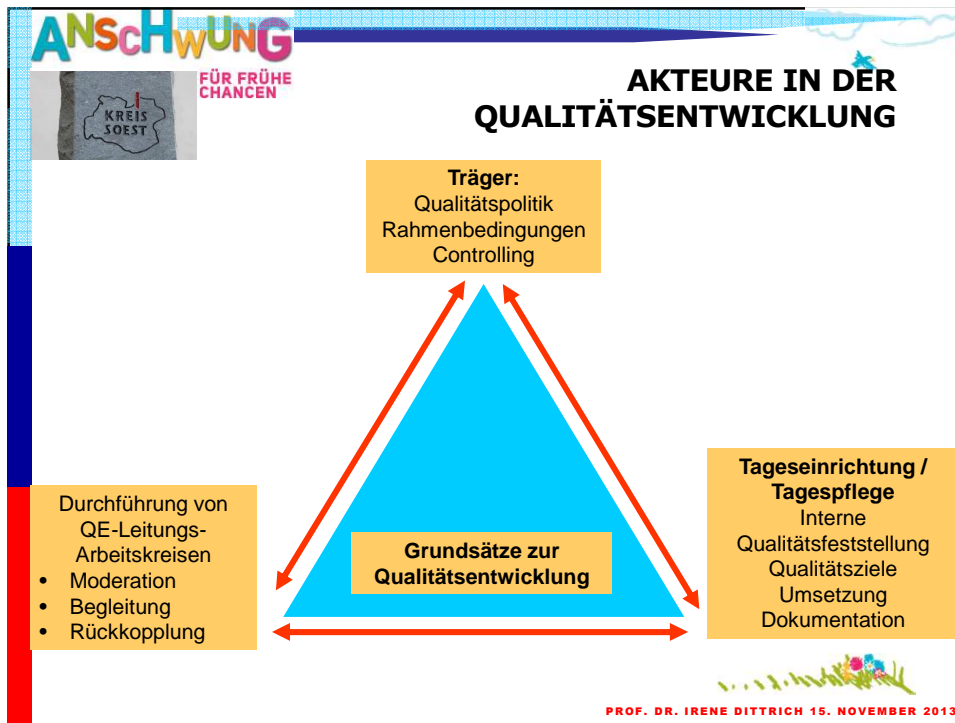 ANSCHWUNG
FÜR FRÜHE
CHANCEN
KREIS
SOEST
AKTEURE IN DER
QUALITÄTSENTWICKLUNG
Träger:
Qualitätspolitik
Rahmenbedingungen
Controlling
Tageseinrichtung /
Tagespflege
Interne
Qualitätsfeststellung
Qualitätsziele
Umsetzung
Dokumentation
Durchführung von
QE-Leitungs-
Arbeitskreisen
• Moderation
• Begleitung
• Rückkopplung
Grundsätze zur
Qualitätsentwicklung
PROF. DR. IRENE DITTRICH 15. NOVEMBER 2013